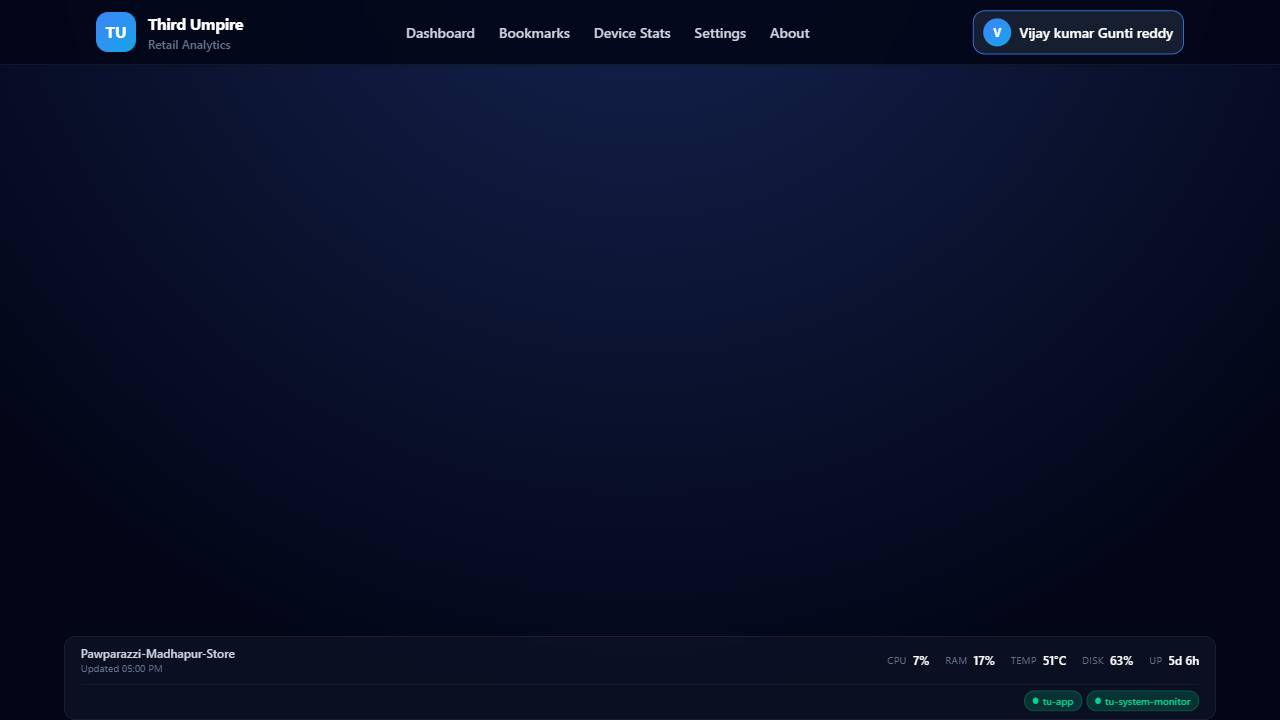 TU
Third Umpire
Retail Analytics
Dashboard Bookmarks Device Stats Settings About
V Vijay kumar Gunti reddy
Pawparazzi-Madhapur-Store
Updated 05:00 PM
CPU 7% RAM 17% TEMP 51°C DISK 63% UP 5d 6h
tu-app tu-system-monitor